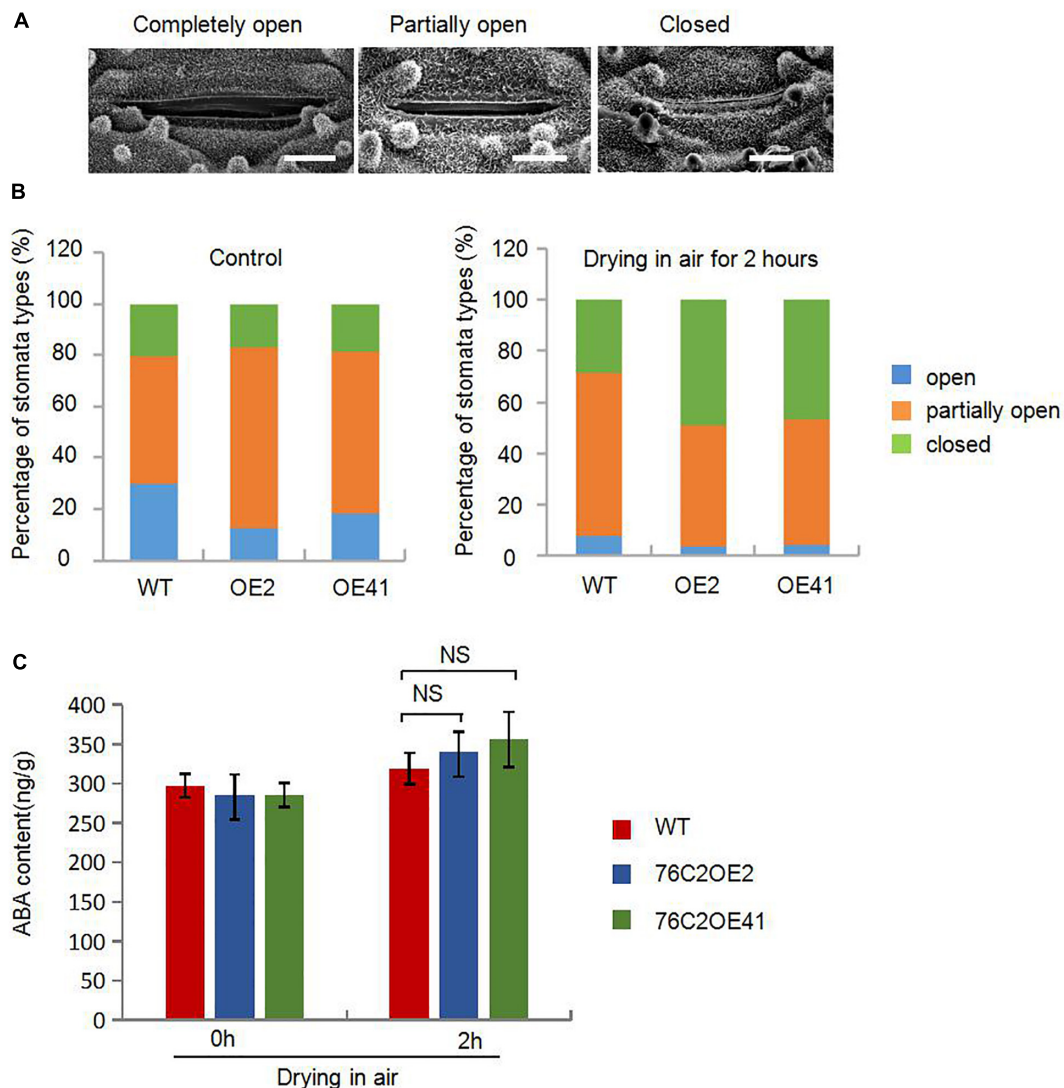 A
Completely open
Partially open
Closed
B
Percentage of stomata types (%)
120
100
80
60
40
20
0
Control
WT
OE2
OE41
Percentage of stomata types (%)
120
100
80
60
40
20
0
Drying in air for 2 hours
WT
OE2
OE41
open
partially open
closed
C
ABA content(ng/g)
400
350
300
250
200
150
100
50
0
NS
NS
0h
2h
Drying in air
WT
76C2OE2
76C2OE41